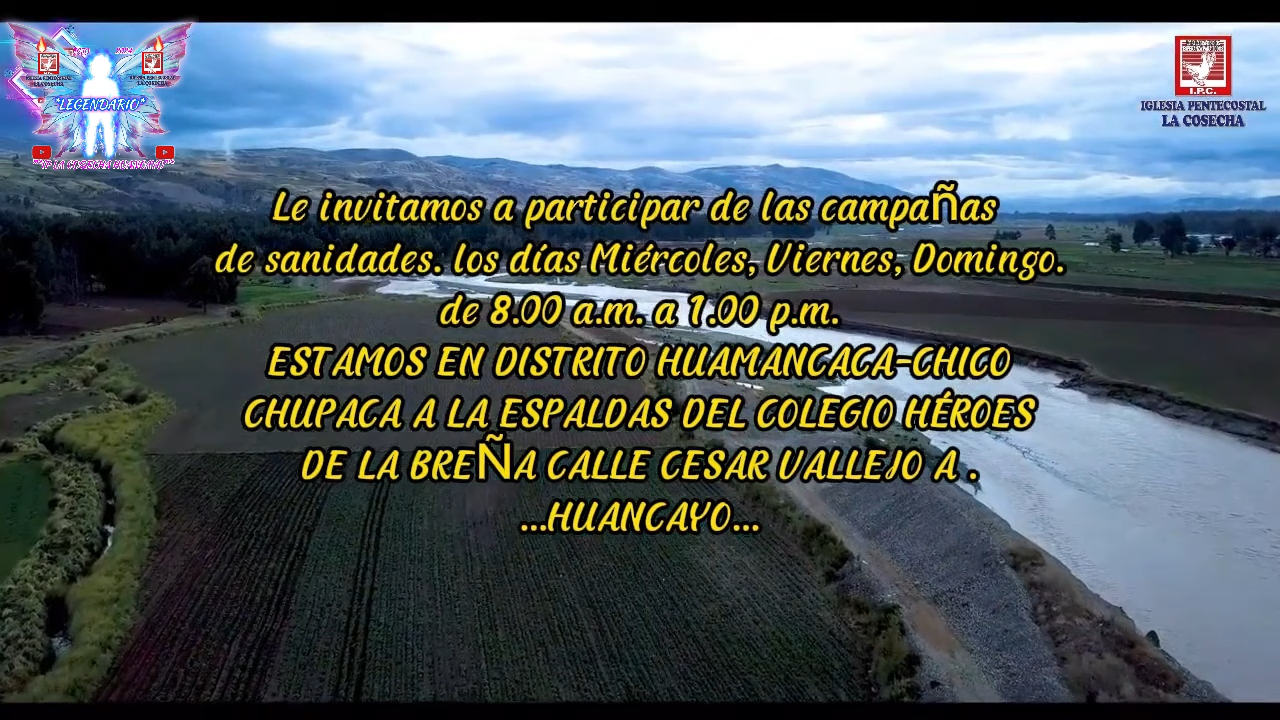 "LEGENDARIO"
I.P.C.
IGLESIA PENTECOSTAL
LA COSECHA
Le invitamos a participar de las campañas
de sanidades. los días Miércoles, Viernes, Domingo.
de 8.00 a.m. a 1.00 p.m.
ESTAMOS EN DISTRITO HUAMANCACA-CHICO
CHUPACA A LA ESPALDAS DEL COLEGIO HÉROES
DE LA BREÑA CALLE CESAR VALLEJO A .
...HUANCAYO...